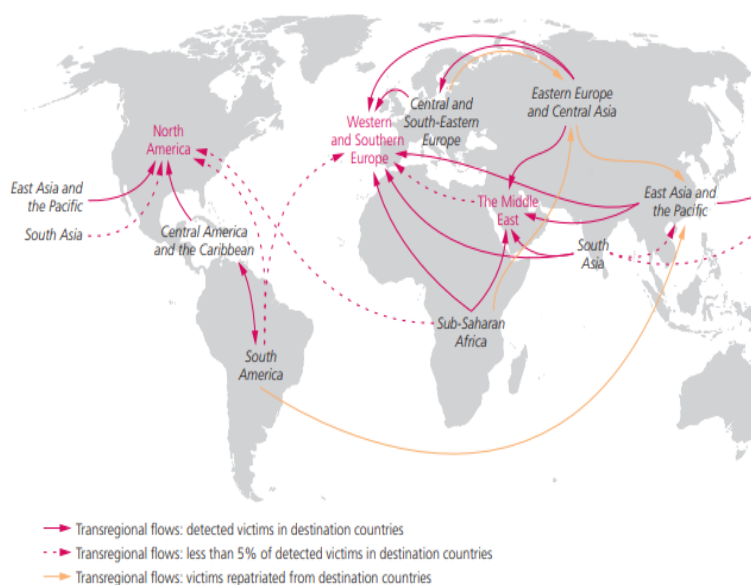 Eastern Europe
and Central Asia
Central and
South-Eastern
Europe
Western
and Southern
Europe
North
America
East Asia and
the Pacific
South Asia
Central America
and the Caribbean
The Middle
East
East Asia and
the Pacific
South
Asia
Sub-Saharan
Africa
South
America
Transregional flows: detected victims in destination countries
Transregional flows: less than 5% of detected victims in destination countries
Transregional flows: victims repatriated from destination countries